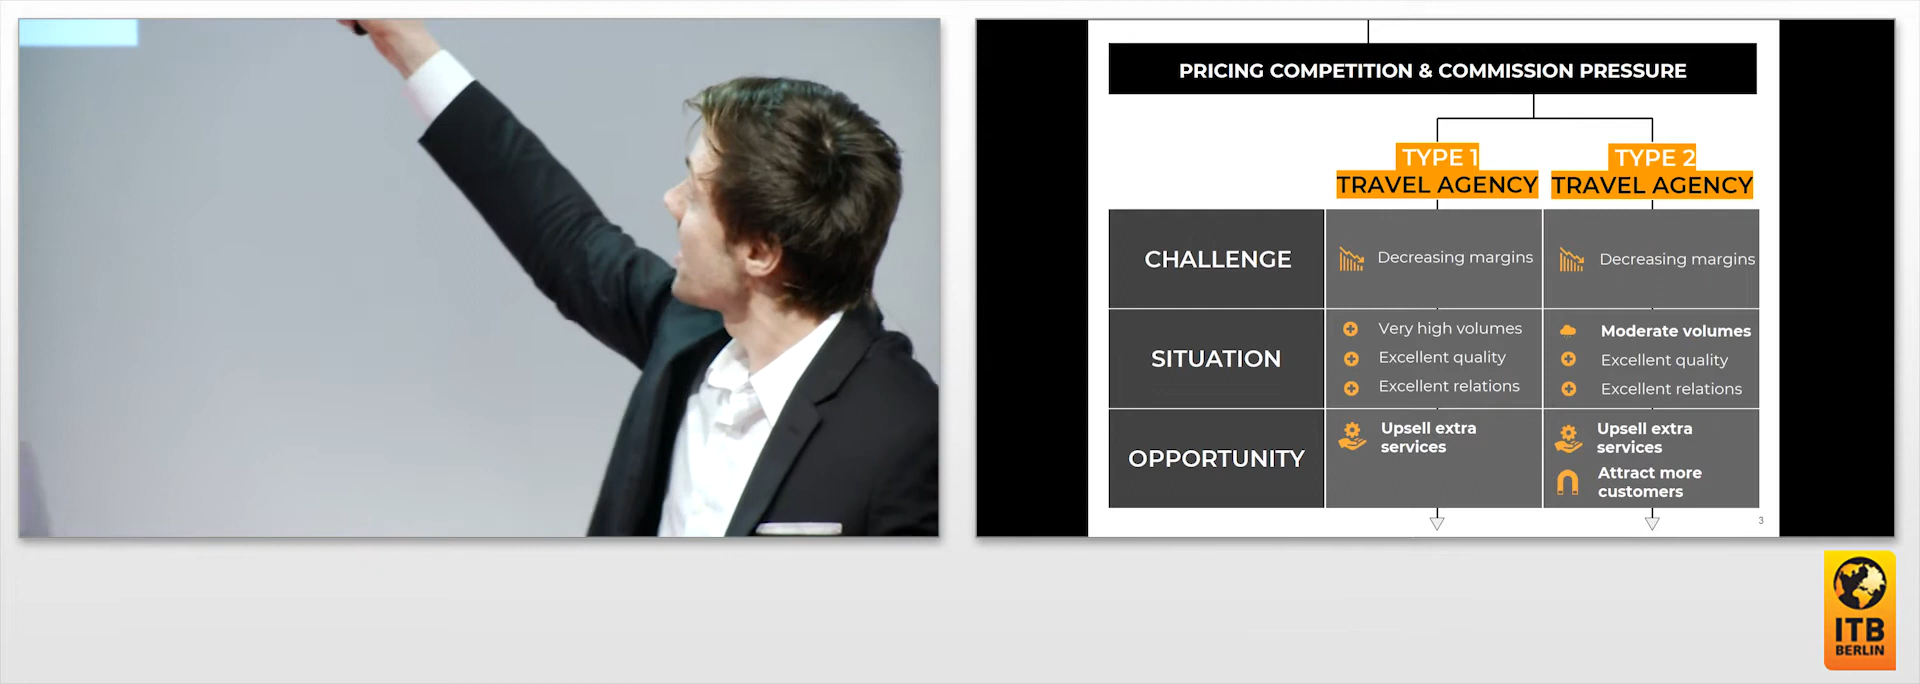 PRICING COMPETITION & COMMISSION PRESSURE
TYPE 1
TRAVEL AGENCY
TYPE 2
TRAVEL AGENCY
CHALLENGE
Decreasing margins
Decreasing margins
SITUATION
Very high volumes
Excellent quality
Excellent relations
Moderate volumes
Excellent quality
Excellent relations
OPPORTUNITY
Upsell extra
services
Upsell extra
services
Attract more
customers
3
ITB
BERLIN